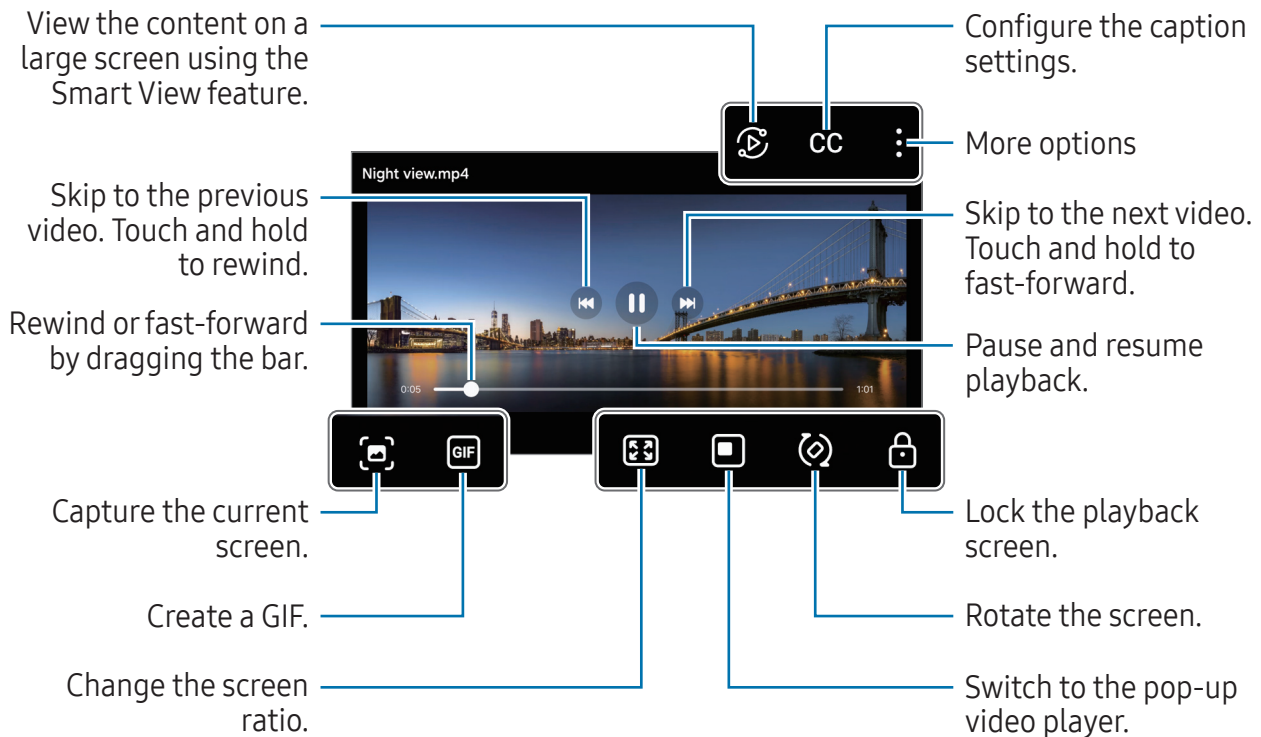 View the content on a
large screen using the
Smart View feature.
Configure the caption
settings.
CC
More options
Night view.mp4
Skip to the previous
video. Touch and hold
to rewind.
Skip to the next video.
Touch and hold to
fast-forward.
Rewind or fast-forward
by dragging the bar.
Pause and resume
playback.
0:05
1:01
GIF
Capture the current
screen.
Lock the playback
screen.
Create a GIF.
Rotate the screen.
Change the screen
ratio.
Switch to the pop-up
video player.